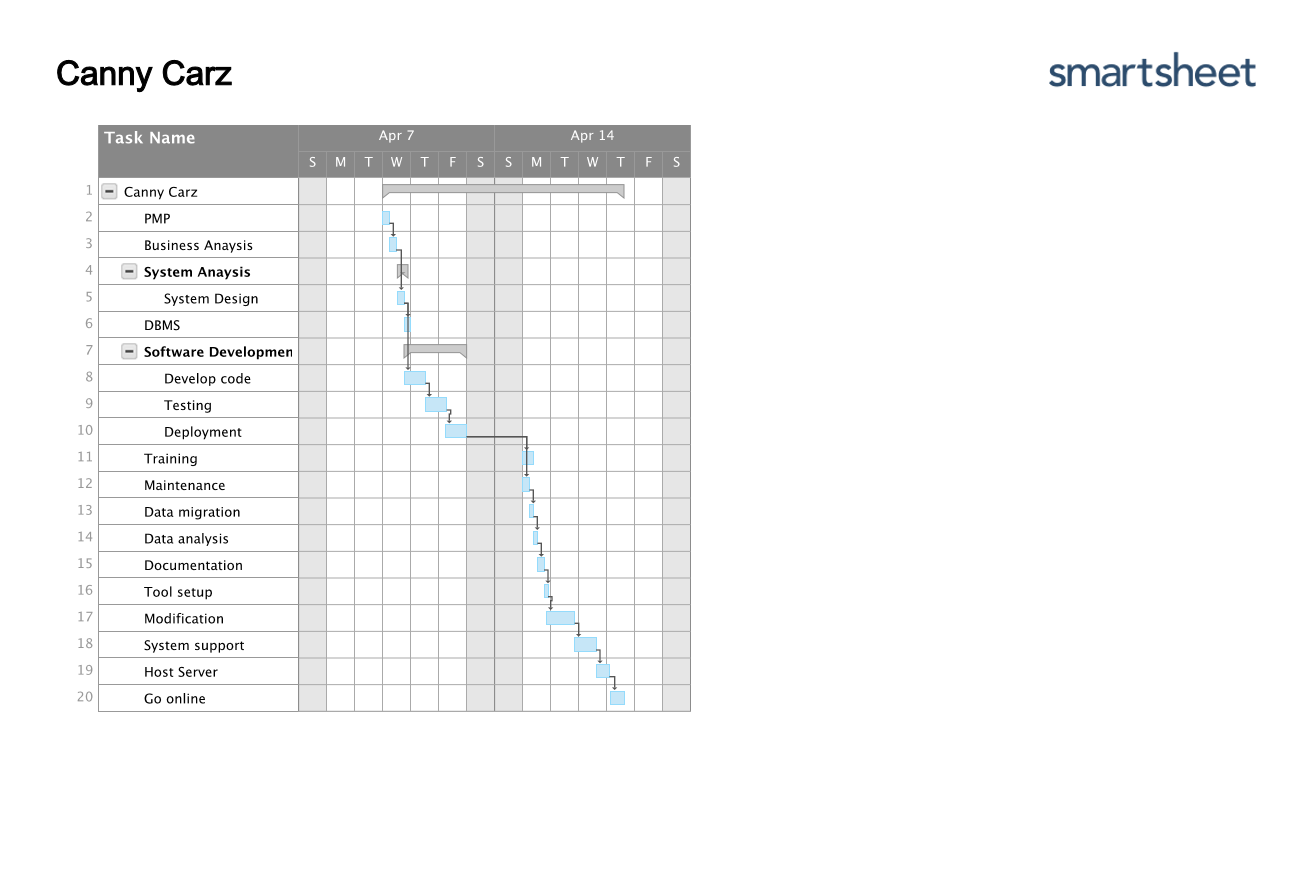 Canny Carz
smartsheet
Task Name
Apr 7
Apr 14
S M T W T F S S M T W T F S
1 Canny Carz
2 PMP
3 Business Anaysis
4 System Anaysis
5 System Design
6 DBMS
7 Software Developmen
8 Develop code
9 Testing
10 Deployment
11 Training
12 Maintenance
13 Data migration
14 Data analysis
15 Documentation
16 Tool setup
17 Modification
18 System support
19 Host Server
20 Go online